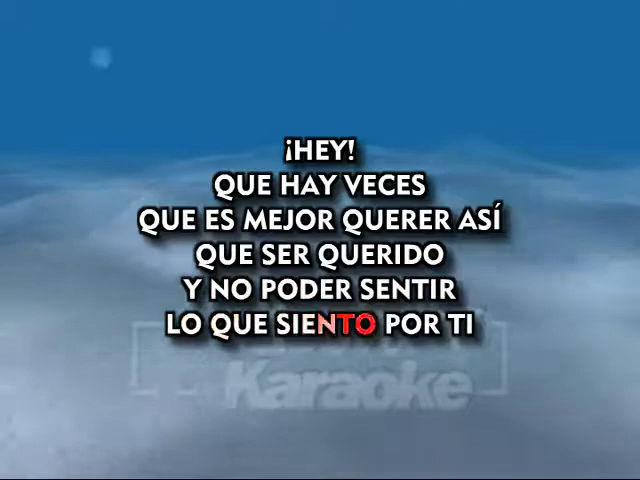 ¡HEY!
QUE HAY VECES
QUE ES MEJOR QUERER ASÍ
QUE SER QUERIDO
Y NO PODER SENTIR
LO QUE SIENTO POR TI
Karaoke